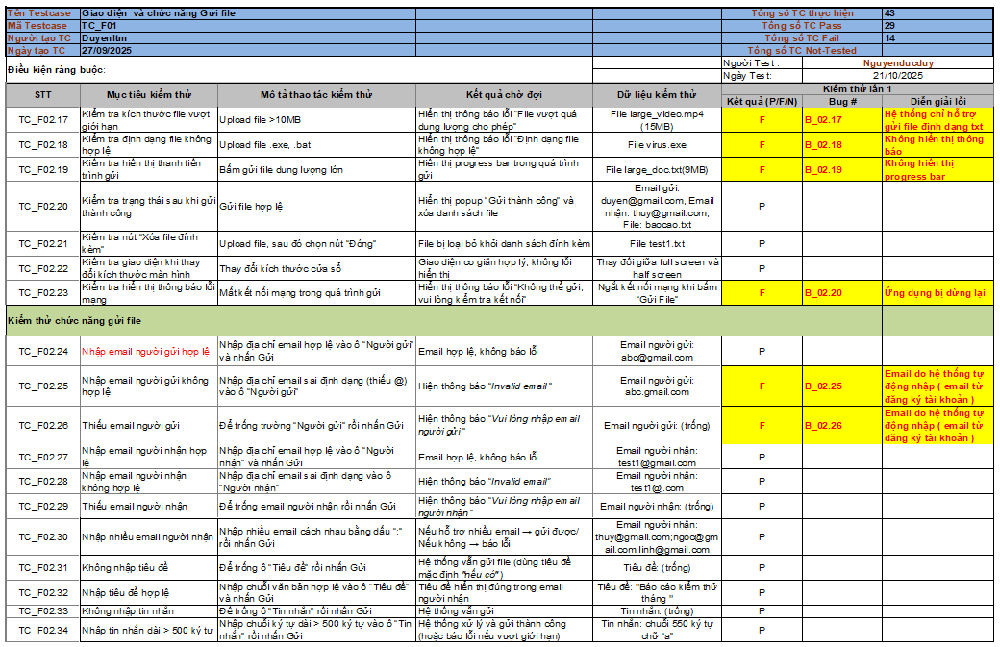 Tên Testcase Giao diện và chức năng Gửi file Tổng số TC thực hiện 43
Mã Testcase TC_F01 Tổng số TC Pass 29
Người tạo TC Duyenltm Tổng số TC Fail 14
Ngày tạo TC 27/09/2025 Tổng số TC Not-Tested
Điều kiện ràng buộc:
Người Test : Nguyenducduy
Ngày Test: 21/10/2025
STT Mục tiêu kiểm thử Mô tả thao tác kiểm thử Kết quả chờ đợi Dữ liệu kiểm thử Kiểm thử lần 1
Kết quả (P/F/N) Bug # Diễn giải lỗi
TC_F02.17 Kiểm tra kích thước file vượt giới hạn Upload file >10MB Hiển thị thông báo lỗi “File vượt quá dung lượng cho phép” File large_video.mp4 (15MB) F B_02.17 Hệ thống chỉ hỗ trợ gửi file định dạng txt
TC_F02.18 Kiểm tra định dạng file không hợp lệ Upload file .exe, .bat Hiển thị thông báo lỗi “Định dạng file không hợp lệ” File virus.exe F B_02.18 Không hiển thị thông báo
TC_F02.19 Kiểm tra hiển thị thanh tiến trình gửi Bấm gửi file dung lượng lớn Hiển thị progress bar trong quá trình gửi File large_doc.txt(9MB) F B_02.19 Không hiển thị progress bar
TC_F02.20 Kiểm tra trạng thái sau khi gửi thành công Gửi file hợp lệ Hiển thị popup “Gửi thành công” và xóa danh sách file Email gửi: duyen@gmail.com, Email nhận: thuy@gmail.com, File: baocao.txt P
TC_F02.21 Kiểm tra nút “Xóa file đính kèm” Upload file, sau đó chọn nút “Đóng” File bị loại bỏ khỏi danh sách đính kèm File test1.txt P
TC_F02.22 Kiểm tra giao diện khi thay đổi kích thước màn hình Thay đổi kích thước cửa sổ Giao diện co giãn hợp lý, không lỗi hiển thị Thay đổi giữa full screen và half screen P
TC_F02.23 Kiểm tra hiển thị thông báo lỗi mạng Mất kết nối mạng trong quá trình gửi Hiển thị thông báo lỗi “Không thể gửi, vui lòng kiểm tra kết nối” Ngắt kết nối mạng khi bấm “Gửi File” F B_02.20 Ứng dụng bị dừng lại
Kiểm thử chức năng gửi file
TC_F02.24 Nhập email người gửi hợp lệ Nhập địa chỉ email hợp lệ vào ô “Người gửi” và nhấn Gửi Email hợp lệ, không báo lỗi Email người gửi: abc@gmail.com P
TC_F02.25 Nhập email người gửi không hợp lệ Nhập địa chỉ email sai định dạng (thiếu @) vào ô “Người gửi” Hiện thông báo “Invalid email” Email người gửi: abc.gmail.com F B_02.25 Email do hệ thống tự động nhập ( email từ đăng ký tài khoản )
TC_F02.26 Thiếu email người gửi Để trống trường “Người gửi” rồi nhấn Gửi Hiện thông báo “Vui lòng nhập email người gửi” Email người gửi: (trống) F B_02.26 Email do hệ thống tự động nhập ( email từ đăng ký tài khoản )
TC_F02.27 Nhập email người nhận hợp lệ Nhập địa chỉ email hợp lệ vào ô “Người nhận” và nhấn Gửi Email hợp lệ, không báo lỗi Email người nhận: test1@gmail.com P
TC_F02.28 Nhập email người nhận không hợp lệ Nhập địa chỉ email sai định dạng vào ô “Người nhận” Hiện thông báo “Invalid email” Email người nhận: test1@.com P
TC_F02.29 Thiếu email người nhận Để trống email người nhận rồi nhấn Gửi Hiện thông báo “Vui lòng nhập email người nhận” Email người nhận: (trống) P
TC_F02.30 Nhập nhiều email người nhận Nhập nhiều email cách nhau bằng dấu “;” rồi nhấn Gửi Nếu hỗ trợ nhiều email → gửi được/ Nếu không → báo lỗi Email người nhận: thuy@gmail.com;ngoc@gmail.com;linh@gmail.com P
TC_F02.31 Không nhập tiêu đề Để trống ô “Tiêu đề” rồi nhấn Gửi Hệ thống vẫn gửi file (dùng tiêu đề mặc định "nếu có") Tiêu đề: (trống) P
TC_F02.32 Nhập tiêu đề hợp lệ Nhập chuỗi văn bản hợp lệ vào ô “Tiêu đề” và nhấn Gửi Tiêu đề hiển thị đúng trong email người nhận Tiêu đề: "Báo cáo kiểm thử tháng " P
TC_F02.33 Không nhập tin nhắn Để trống ô “Tin nhắn” rồi nhấn Gửi Hệ thống vẫn gửi Tin nhắn: (trống) P
TC_F02.34 Nhập tin nhắn dài > 500 ký tự Nhập chuỗi ký tự dài > 500 ký tự vào ô “Tin nhắn” rồi nhấn Gửi Hệ thống xử lý và gửi thành công (hoặc báo lỗi nếu vượt giới hạn) Tin nhắn: chuỗi 550 ký tự chữ “a” P